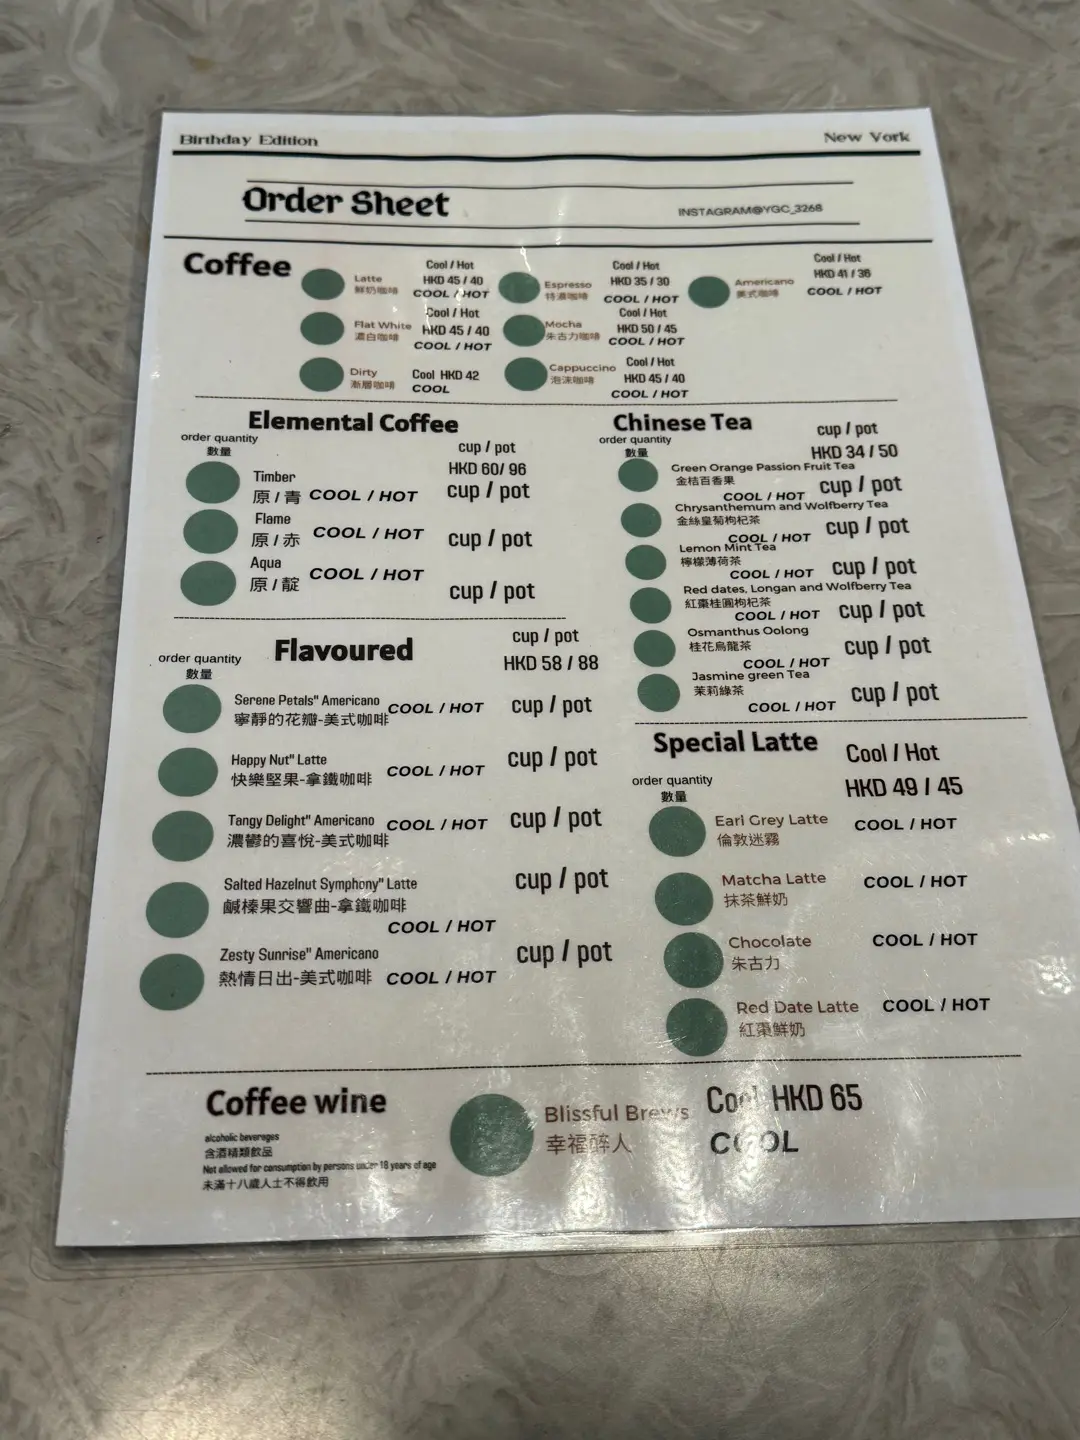 Birthday Edition
New York
Order Sheet
INSTAGRAM@YGC_3268
Coffee
Latte
鮮奶咖啡
Cool / Hot
HKD 45 / 40
COOL / HOT
Espresso
特濃咖啡
Cool / Hot
HKD 35 / 30
COOL / HOT
Americano
美式咖啡
Cool / Hot
HKD 41 / 36
COOL / HOT
Flat White
濃白咖啡
Cool / Hot
HKD 45 / 40
COOL / HOT
Mocha
朱古力咖啡
Cool / Hot
HKD 50 / 45
COOL / HOT
Dirty
漸層咖啡
Cool HKD 42
COOL
Cappuccino
泡沫咖啡
Cool / Hot
HKD 45 / 40
COOL / HOT
Elemental Coffee
order quantity
數量
cup / pot
HKD 60/ 96
Timber
原 / 青 COOL / HOT cup / pot
Flame
原 / 赤 COOL / HOT cup / pot
Aqua
原 / 靛 COOL / HOT cup / pot
Chinese Tea
order quantity
數量
cup / pot
HKD 34 / 50
Green Orange Passion Fruit Tea
金桔百香果
COOL / HOT cup / pot
Chrysanthemum and Wolfberry Tea
金絲皇菊枸杞茶
COOL / HOT cup / pot
Lemon Mint Tea
檸檬薄荷茶
COOL / HOT cup / pot
Red dates, Longan and Wolfberry Tea
紅棗桂圓枸杞茶
COOL / HOT cup / pot
Osmanthus Oolong
桂花烏龍茶
COOL / HOT cup / pot
Jasmine green Tea
茉莉綠茶
COOL / HOT cup / pot
Flavoured
order quantity
數量
cup / pot
HKD 58 / 88
Serene Petals" Americano
寧靜的花瓣-美式咖啡 COOL / HOT cup / pot
Happy Nut" Latte
快樂堅果-拿鐵咖啡 COOL / HOT cup / pot
Tangy Delight" Americano
濃鬱的喜悅-美式咖啡 COOL / HOT cup / pot
Salted Hazelnut Symphony" Latte
鹹榛果交響曲-拿鐵咖啡
COOL / HOT cup / pot
Zesty Sunrise" Americano
熱情日出-美式咖啡 COOL / HOT cup / pot
Special Latte
order quantity
數量
Cool / Hot
HKD 49 / 45
Earl Grey Latte
倫敦迷霧
COOL / HOT
Matcha Latte
抹茶鮮奶
COOL / HOT
Chocolate
朱古力
COOL / HOT
Red Date Latte
紅棗鮮奶
COOL / HOT
Coffee wine
alcoholic beverages
含酒精類飲品
Not allowed for consumption by persons under 18 years of age
未滿十八歲人士不得飲用
Blissful Brews
幸福醉人
Cool HKD 65
COOL